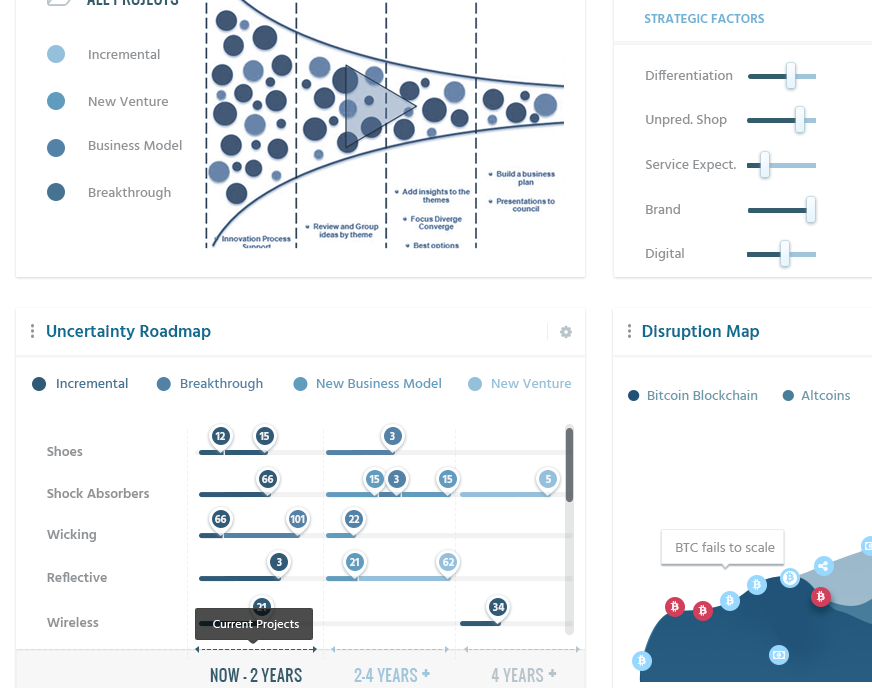 ALL PROJECTS
Incremental
New Venture
Business Model
Breakthrough
Innovation Process
Support
Review and Group
ideas by theme
Add insights to the
themes
Focus Diverge
Converge
Best options
Build a business
plan
Presentations to
council
STRATEGIC FACTORS
Differentiation
Unpred. Shop
Service Expect.
Brand
Digital
Uncertainty Roadmap
Incremental
Breakthrough
New Business Model
New Venture
12 15 3
Shoes
66 15 3 15 5
Shock Absorbers
66 101 22
Wicking
3 21 62
Reflective
21 34
Wireless
Current Projects
NOW - 2 YEARS
2-4 YEARS +
4 YEARS +
Disruption Map
Bitcoin Blockchain
Altcoins
BTC fails to scale